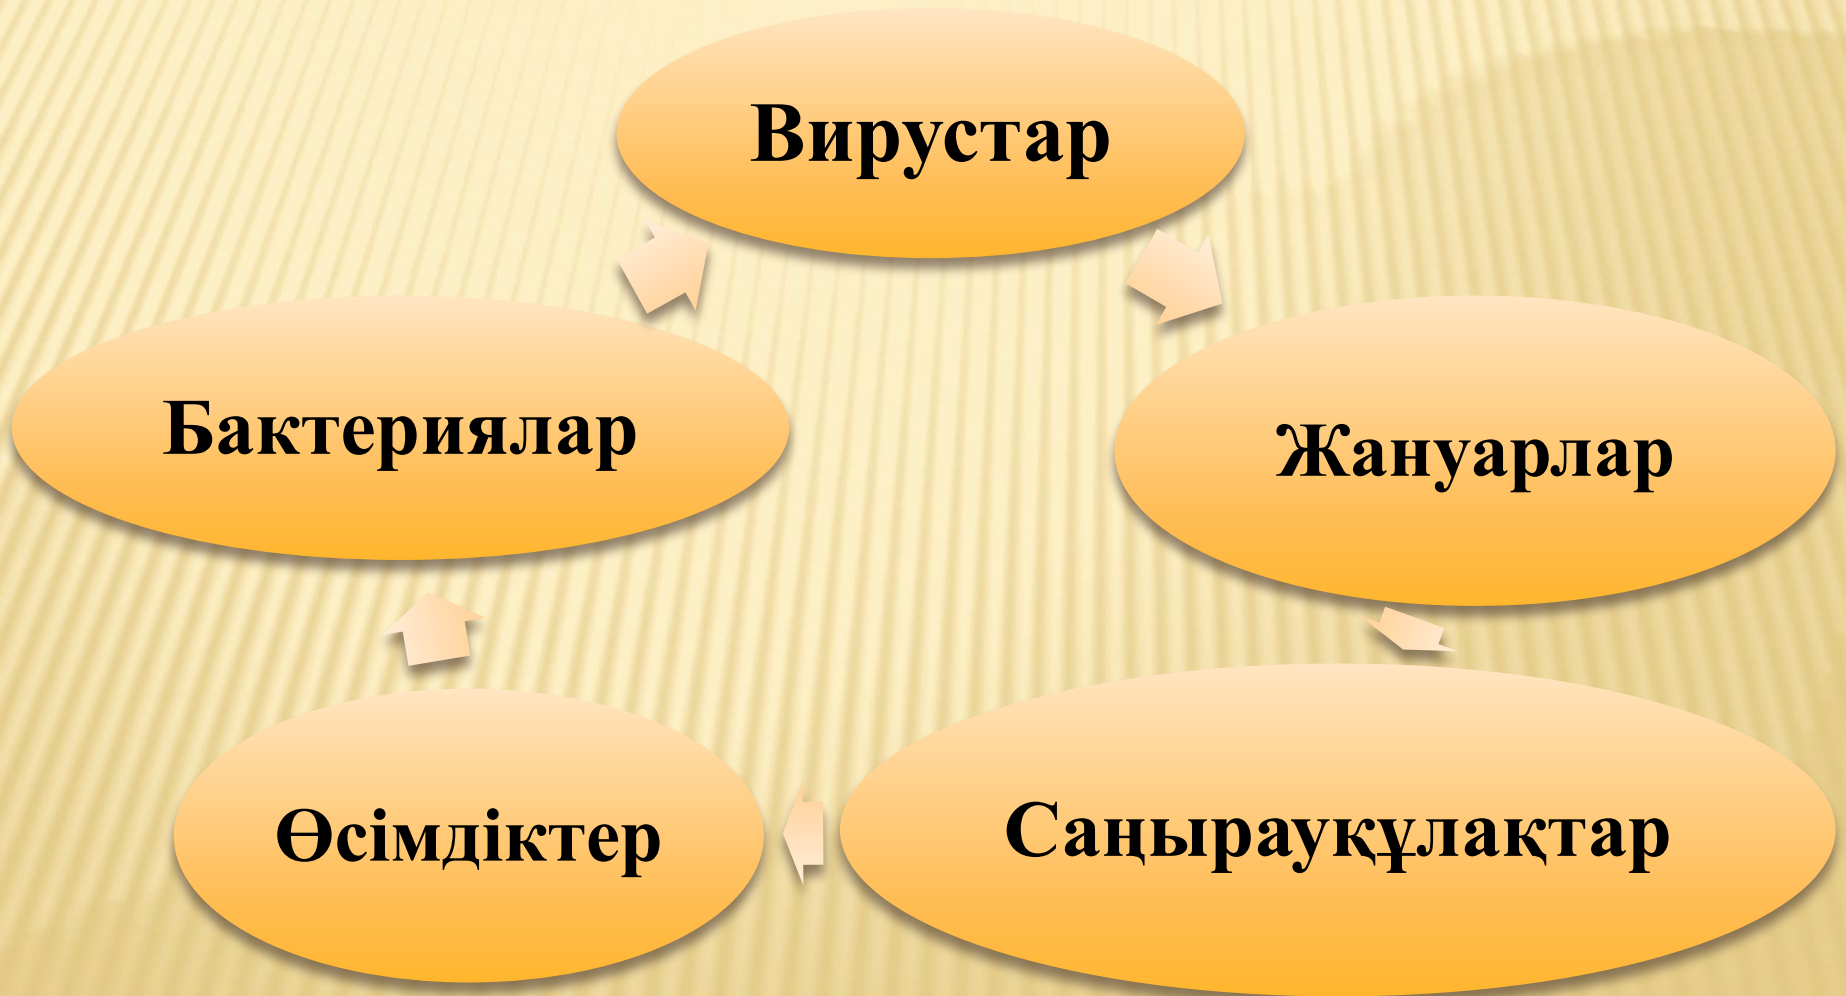 Вирустар
Бактериялар
Жануарлар
Өсімдіктер
Саңырауқұлақтар